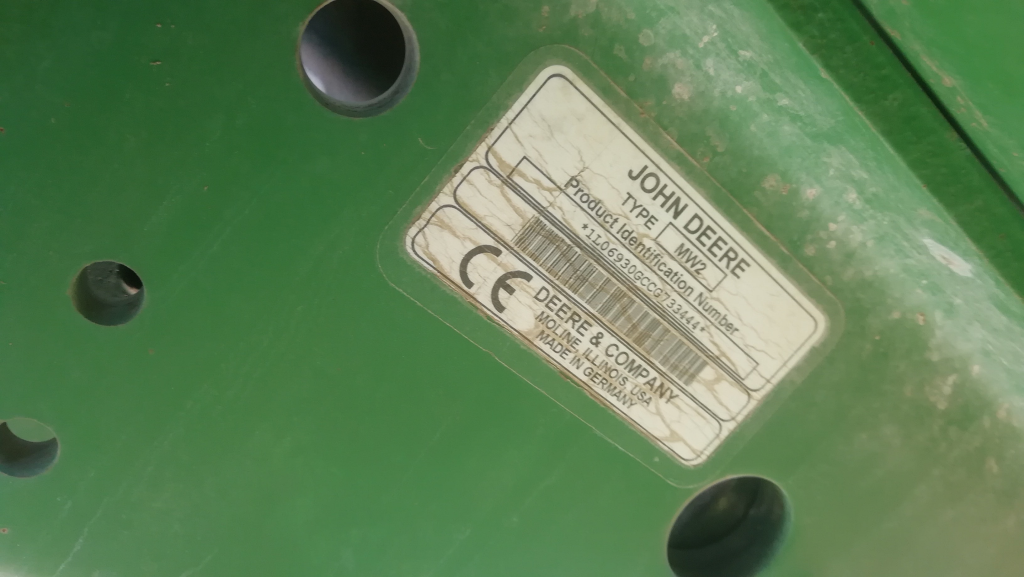 JOHN DEERE
TYPE MW2
Product Identification Number
*1L06930GCCG733444*
CE
DEERE & COMPANY
MOLINE, ILLINOIS, USA
MADE IN GERMANY